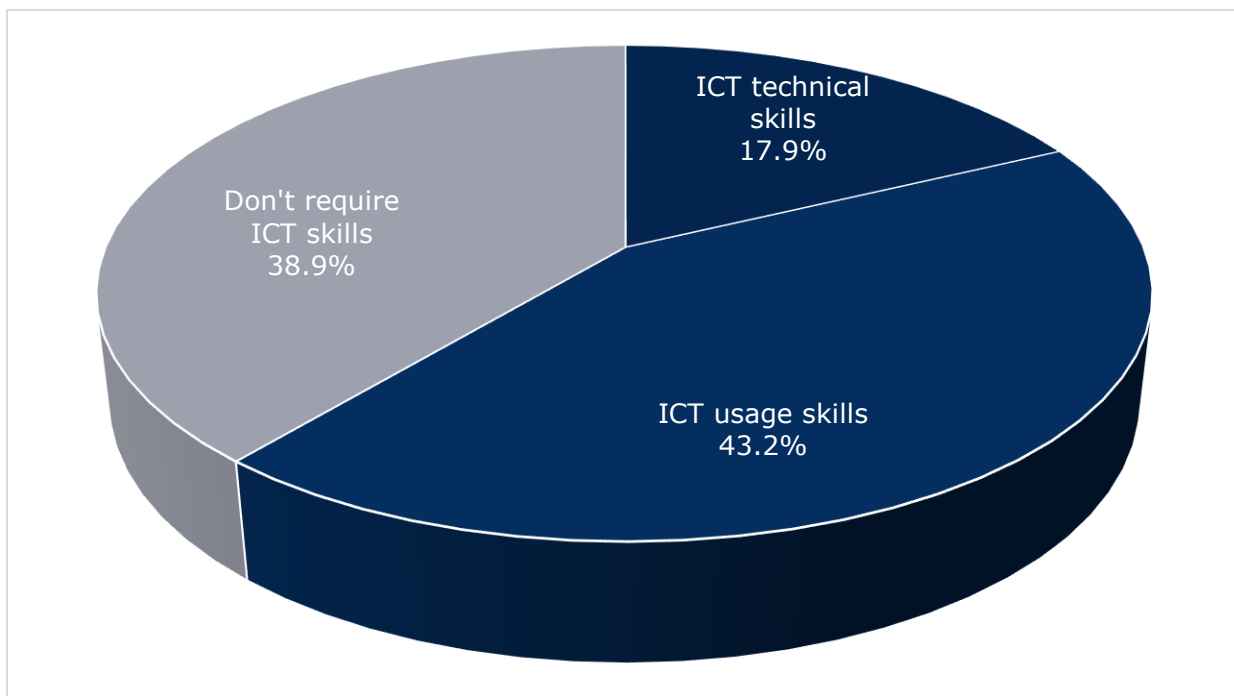 ICT technical
skills
17.9%
Don't require
ICT skills
38.9%
ICT usage skills
43.2%